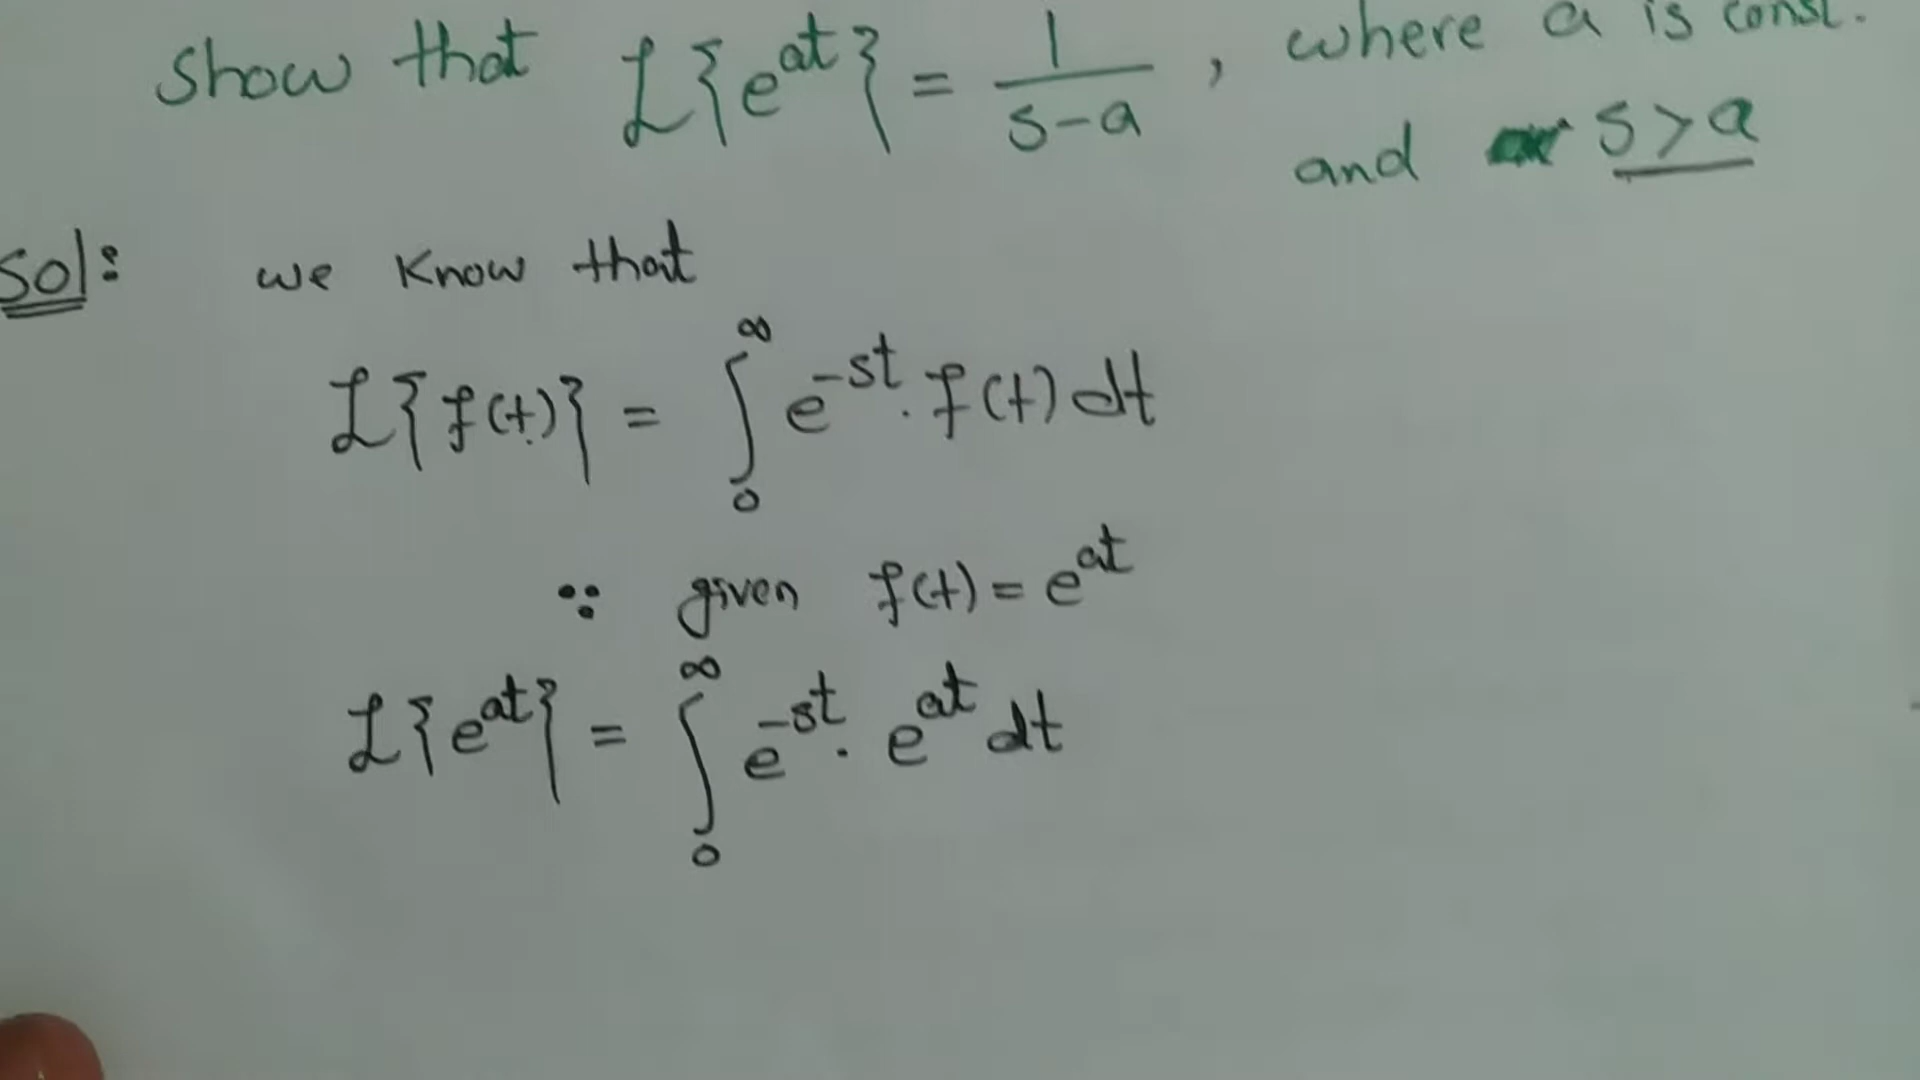 Show that ℒ{e^{at}} = 1/(s-a) , where a is const.
and s>a
Sol: we know that
ℒ{f(t)} = ∫_0^∞ e^{-st} . f(t) dt
∵ given f(t) = e^{at}
ℒ{e^{at}} = ∫_0^∞ e^{-st} . e^{at} dt